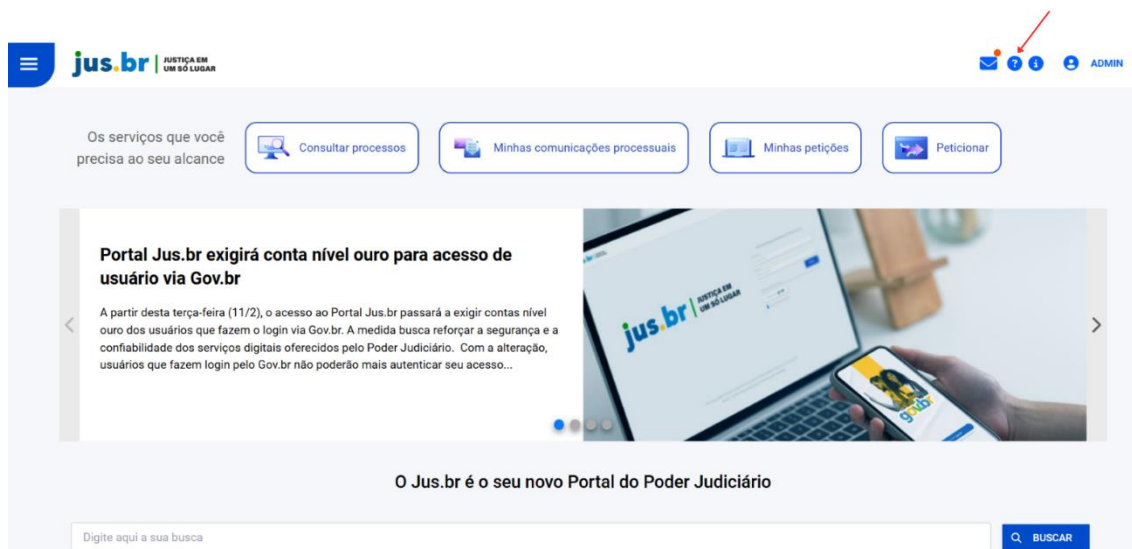 jus.br | JUSTIÇA EM
UM SÓ LUGAR
ADMIN
Os serviços que você
precisa ao seu alcance
Consultar processos
Minhas comunicações processuais
Minhas petições
Peticionar
Portal Jus.br exigirá conta nível ouro para acesso de
usuário via Gov.br
A partir desta terça-feira (11/2), o acesso ao Portal Jus.br passará a exigir contas nível
ouro dos usuários que fazem o login via Gov.br. A medida busca reforçar a segurança e a
confiabilidade dos serviços digitais oferecidos pelo Poder Judiciário. Com a alteração,
usuários que fazem login pelo Gov.br não poderão mais autenticar seu acesso...
jus.br | JUSTIÇA EM
UM SÓ LUGAR
gov.br
O Jus.br é o seu novo Portal do Poder Judiciário
Digite aqui a sua busca
BUSCAR